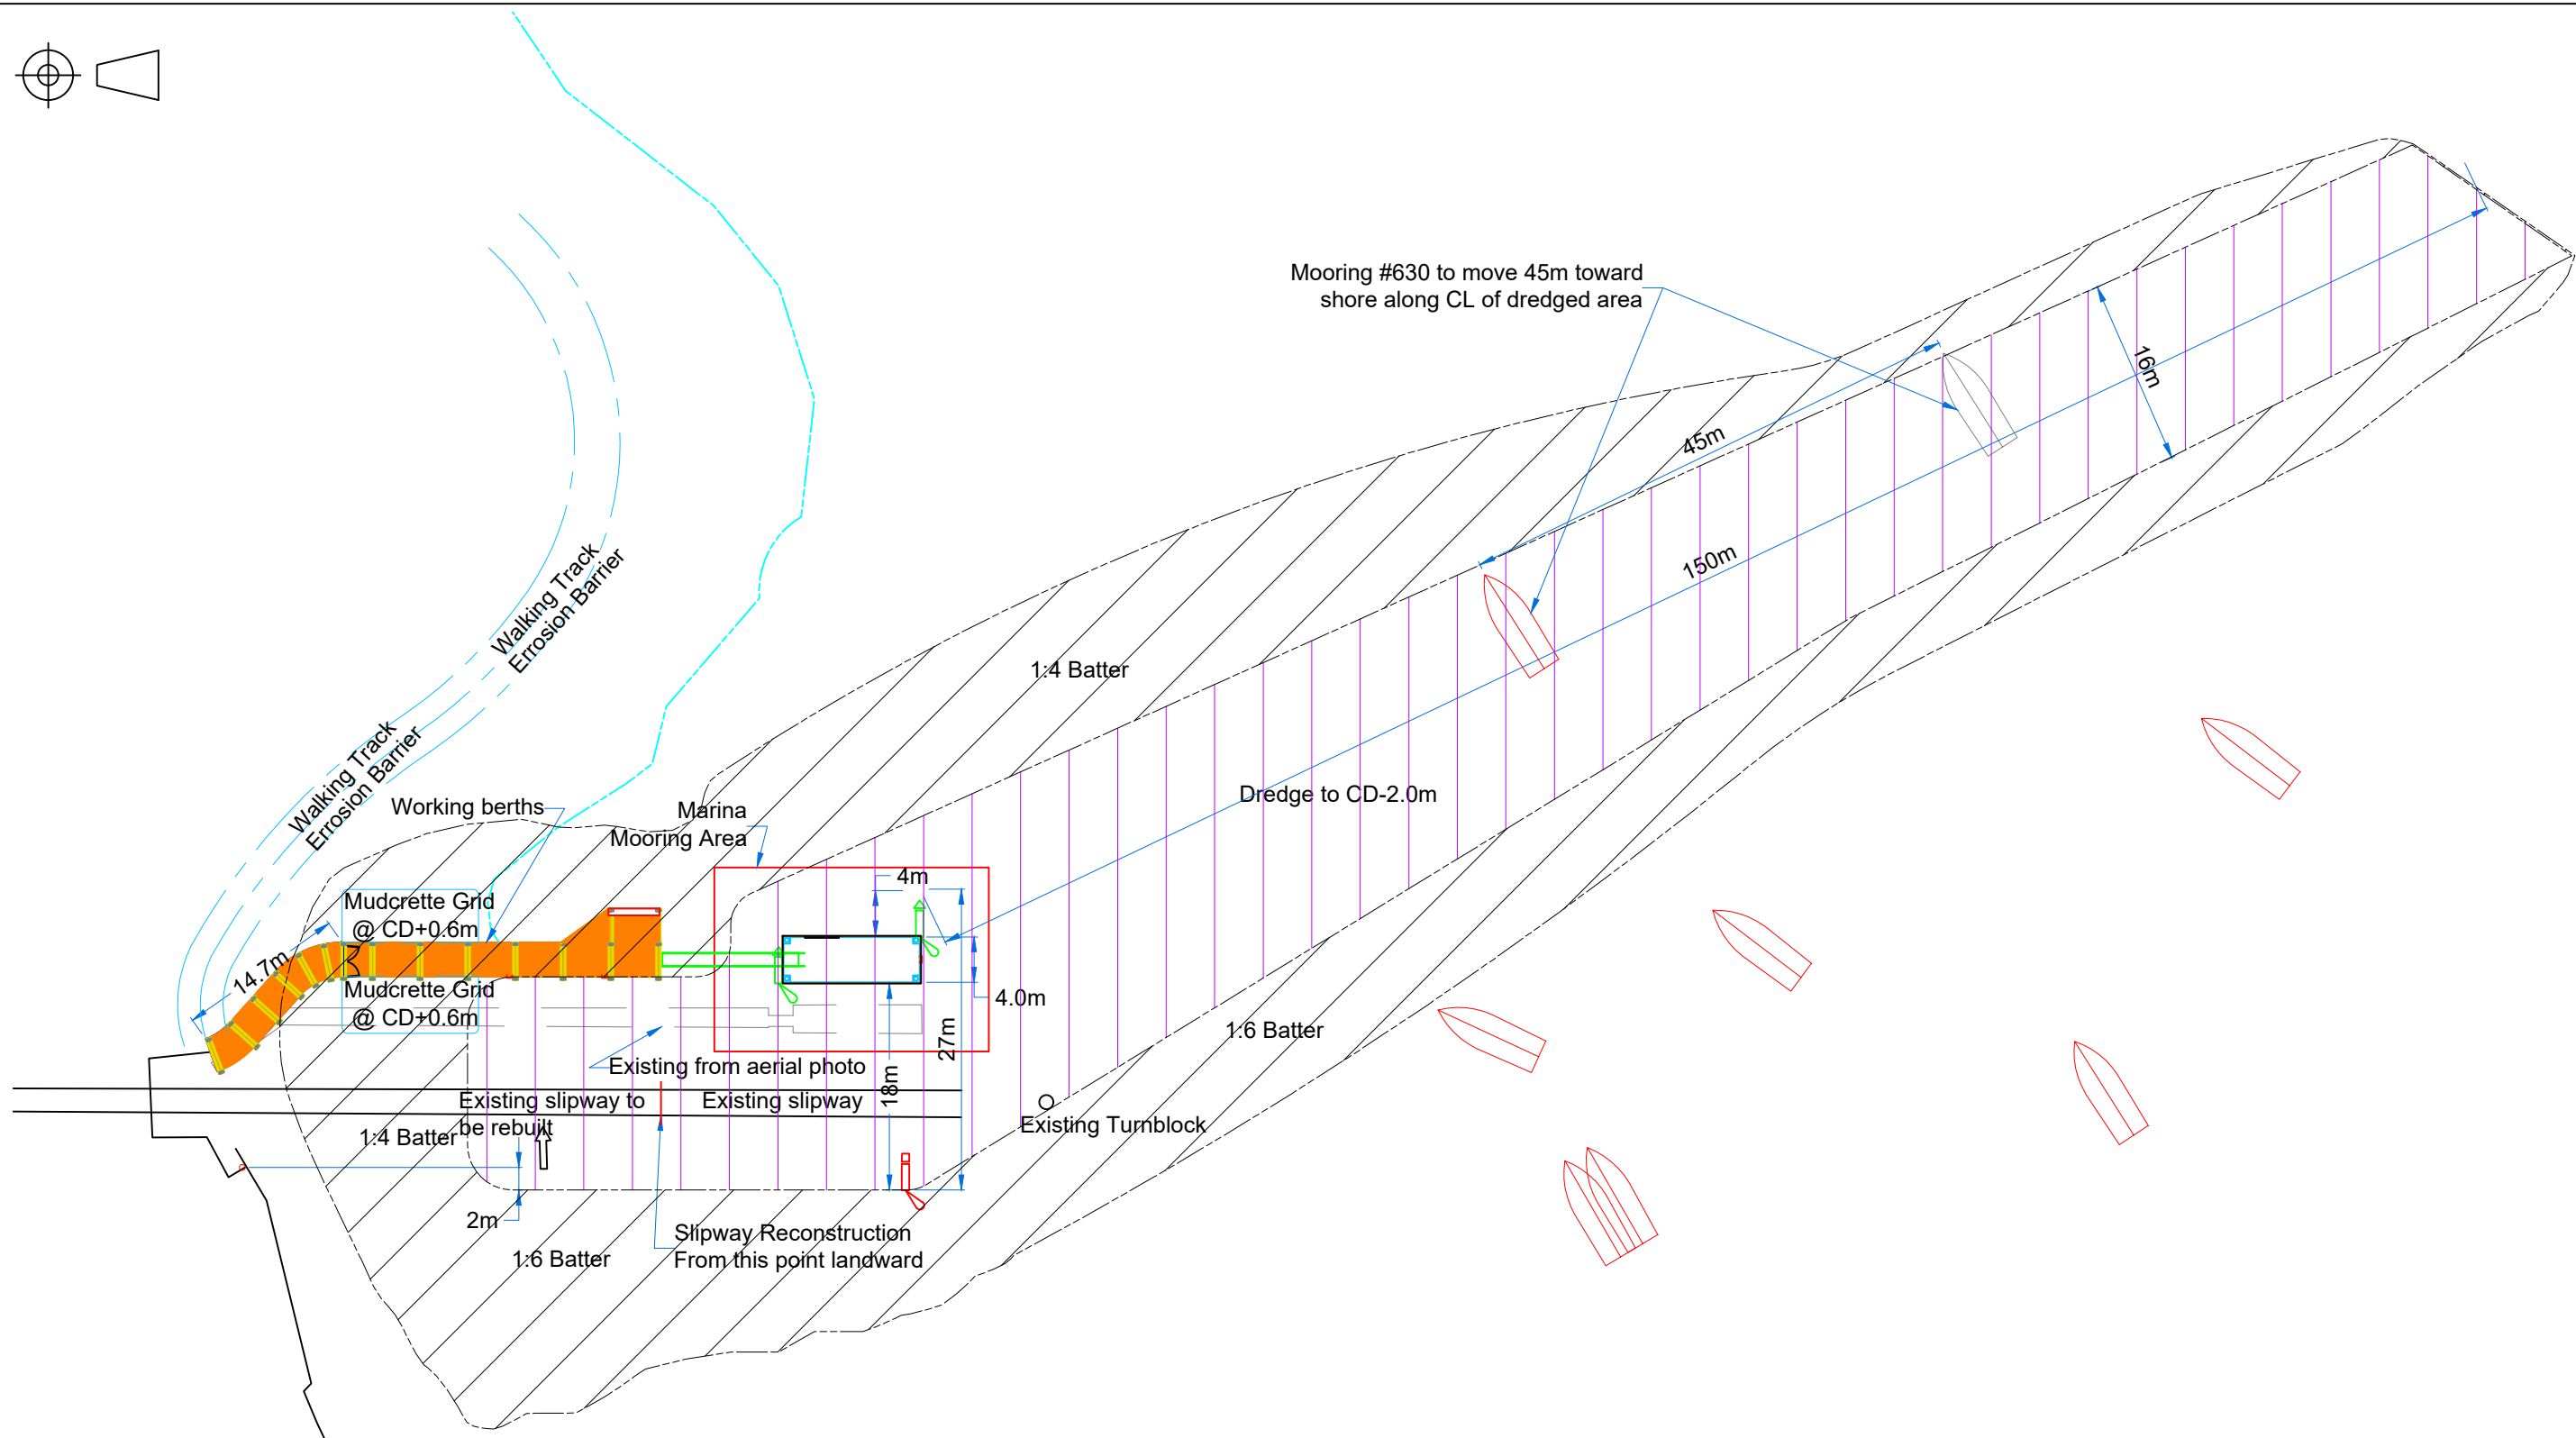 Mooring #630 to move 45m toward
shore along CL of dredged area
16m
45m
150m
Walking Track
Errosion Barrier
1:4 Batter
Walking Track
Errosion Barrier
Working berths
Marina
Mooring Area
Dredge to CD-2.0m
4m
Mudcrette Grid
@ CD+0.6m
14.7m
Mudcrette Grid
@ CD+0.6m
4.0m
27m
1:6 Batter
Existing from aerial photo
18m
Existing slipway to
be rebuilt
Existing slipway
Existing Turnblock
1:4 Batter
2m
Slipway Reconstruction
From this point landward
1:6 Batter